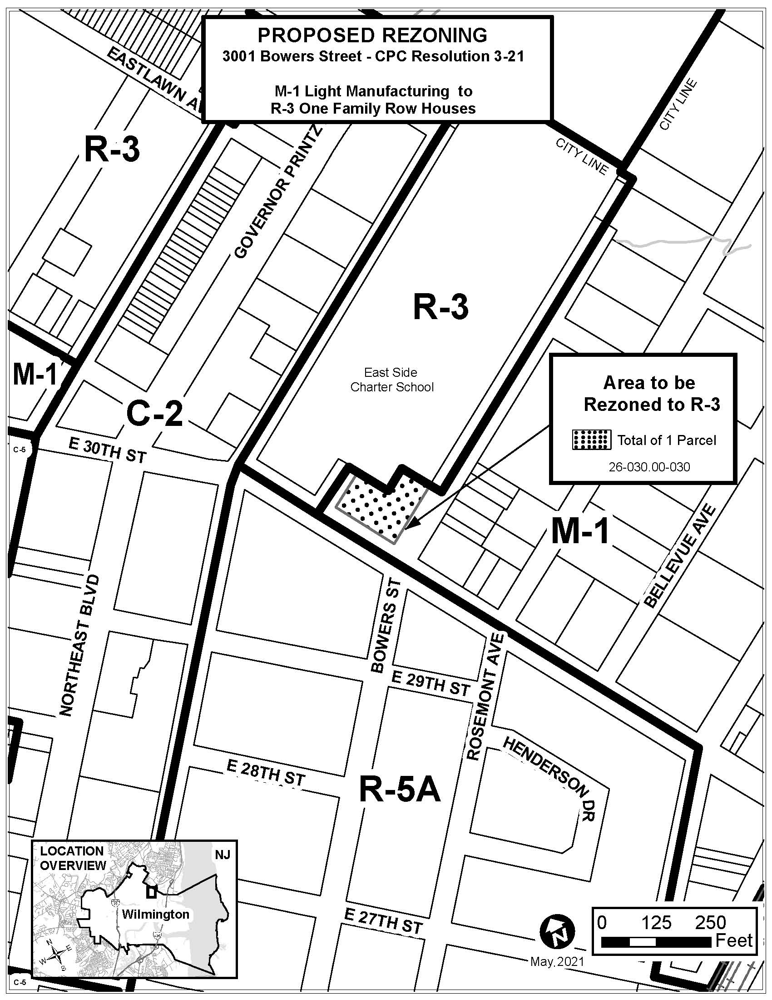 PROPOSED REZONING
3001 Bowers Street - CPC Resolution 3-21
M-1 Light Manufacturing to
R-3 One Family Row Houses
EASTLAWN
CITY LINE
CITY LINE
R-3
GOVERNOR PRINTZ
R-3
M-1
East Side
Charter School
Area to be
Rezoned to R-3
Total of 1 Parcel
26-030.00-030
C-2
C-5
E 30TH ST
M-1
BELLEVUE AVE
NORTHEAST BLVD
BOWERS ST
E 29TH ST
ROSEMONT AVE
HENDERSON DR
E 28TH ST
R-5A
LOCATION
OVERVIEW
NJ
Wilmington
N
E
W
S
E 27TH ST
N
May, 2021
0 125 250
Feet
C-5